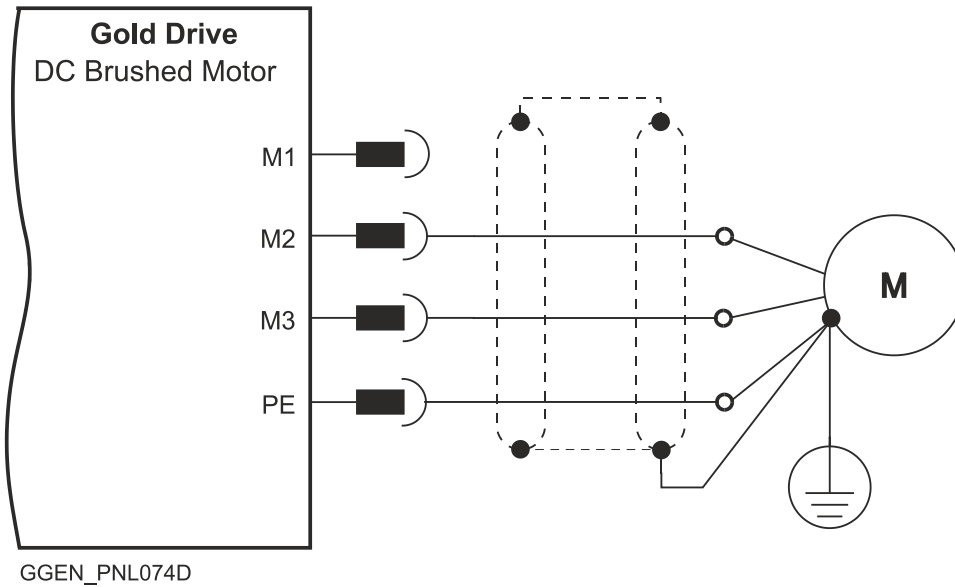 Gold Drive
DC Brushed Motor
M1
M2
M3
PE
M
GGEN_PNL074D